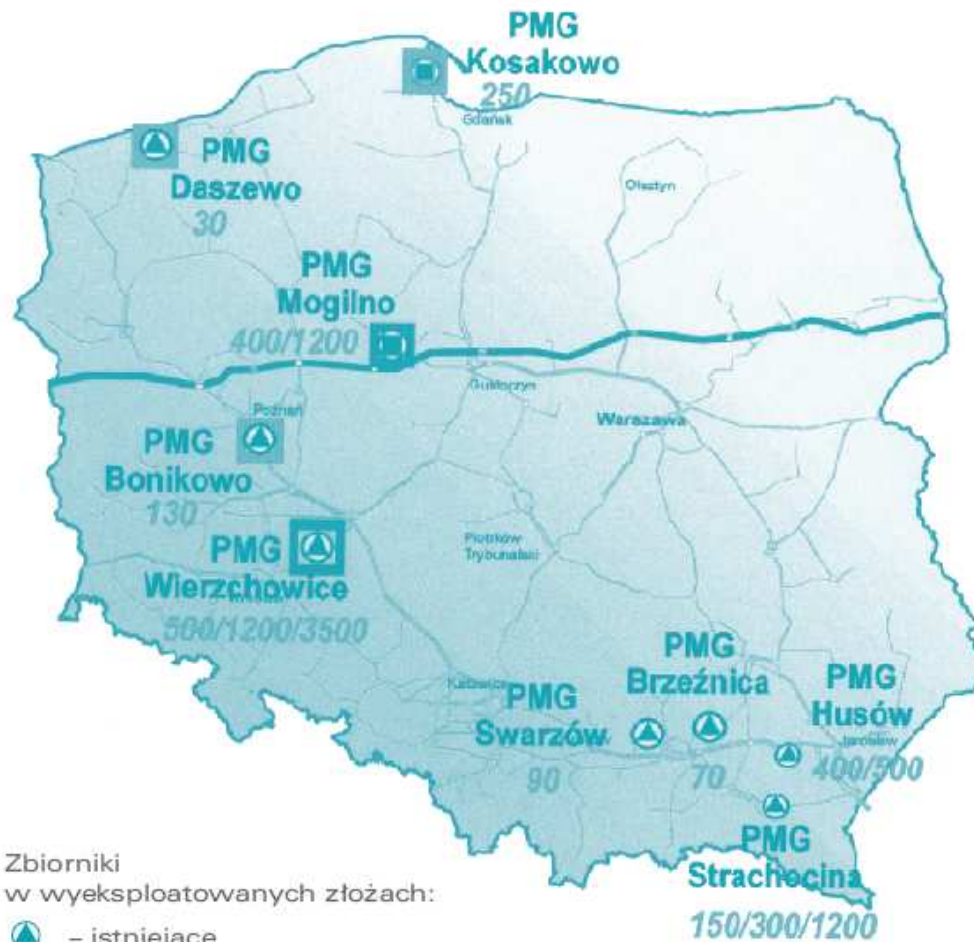 PMG
Kosakowo
250
Gdańsk
PMG
Daszewo
30
Olsztyn
PMG
Mogilno
400/1200
Poznań
Warszawa
PMG
Bonikowo
130
Piotrków
Trybunalski
PMG
Wierzchowice
500/1200/3500
Katowice
PMG
Swarzów
90
PMG
Brzeźnica
70
PMG
Husów
Jarosław
400/500
PMG
Strachocina
150/300/1200
Zbiorniki
w wyeksploatowanych złożach:
– istniejące